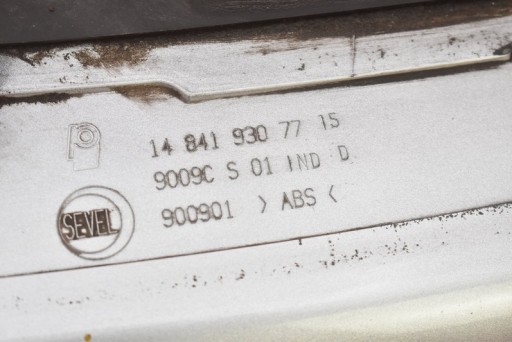 14 841 930 77 15
9009C S 01 IND D
900901 > ABS <
SEVEL